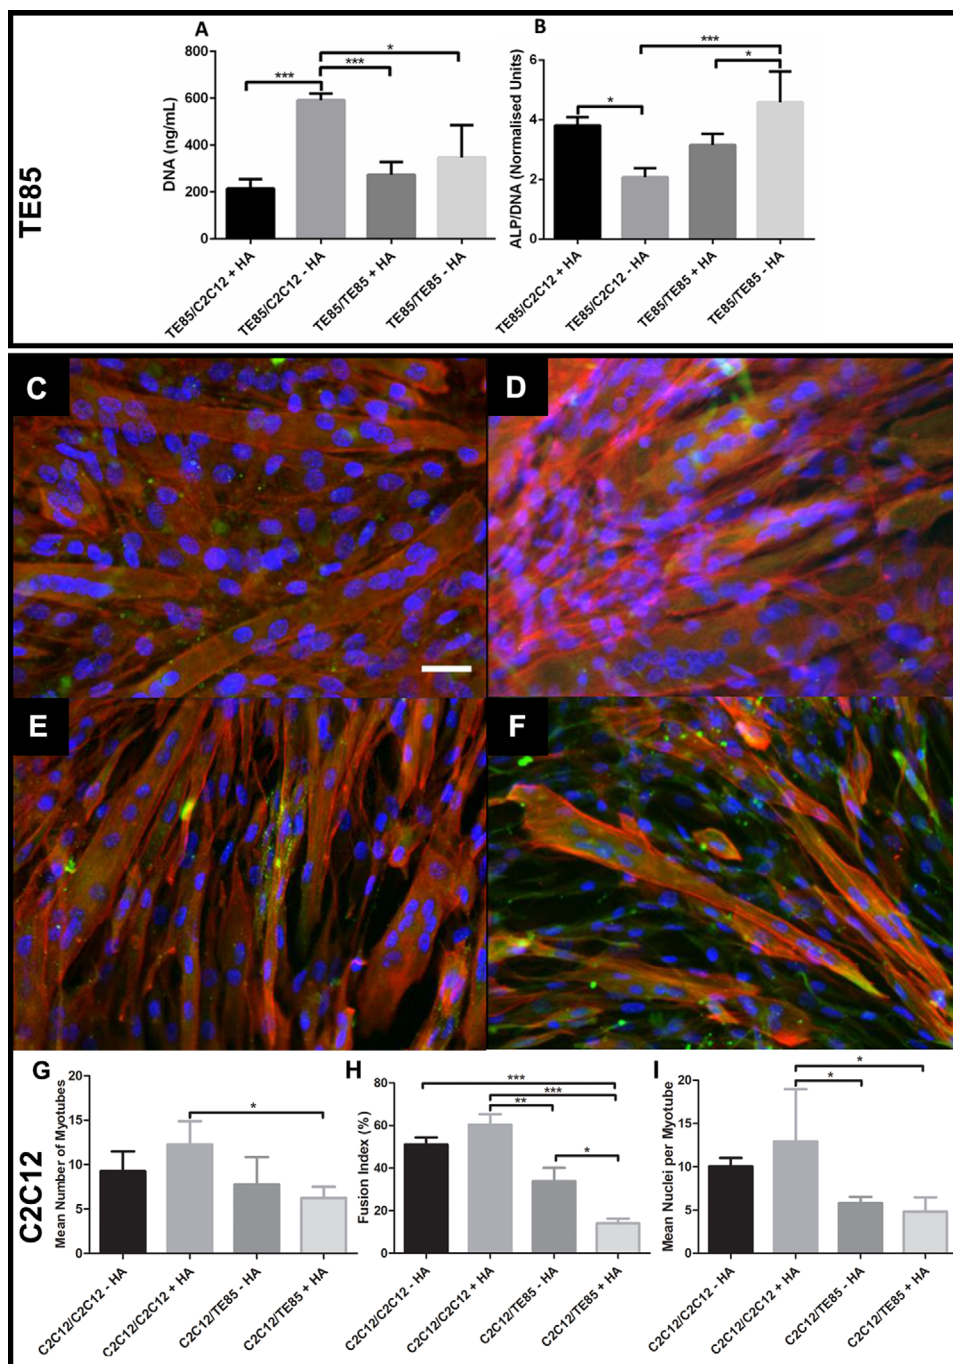 TE85
A
DNA (ng/mL)
800
600
400
200
0
***
***
*
TE85/C2C12 + HA
TE85/C2C12 - HA
TE85/TE85 + HA
TE85/TE85 - HA
B
ALP/DNA (Normalised Units)
6
4
2
0
*
***
*
TE85/C2C12 + HA
TE85/C2C12 - HA
TE85/TE85 + HA
TE85/TE85 - HA
C
D
E
F
C2C12
G
Mean Number of Myotubes
20
15
10
5
0
*
C2C12/C2C12 - HA
C2C12/C2C12 + HA
C2C12/TE85 - HA
C2C12/TE85 + HA
H
Fusion Index (%)
80
60
40
20
0
***
***
**
*
C2C12/C2C12 - HA
C2C12/C2C12 + HA
C2C12/TE85 - HA
C2C12/TE85 + HA
I
Mean Nuclei per Myotube
20
15
10
5
0
*
*
C2C12/C2C12 - HA
C2C12/C2C12 + HA
C2C12/TE85 - HA
C2C12/TE85 + HA